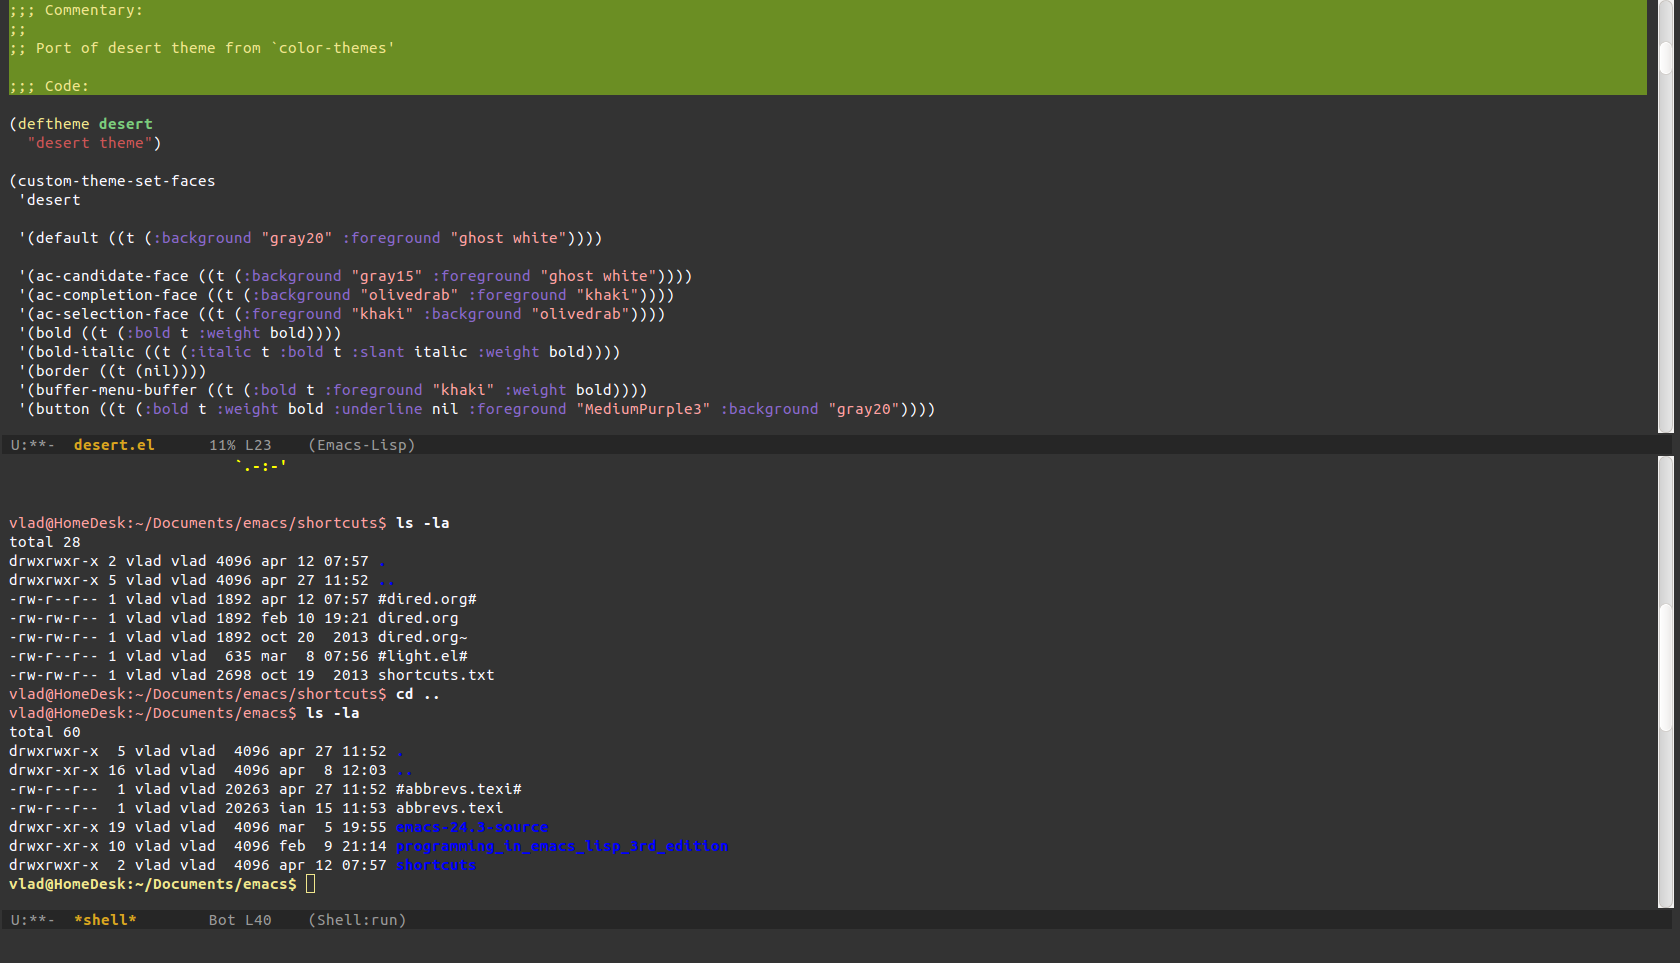 ;;; Commentary:
;;
;; Port of desert theme from `color-themes'
;;; Code:
(deftheme desert
  "desert theme")
(custom-theme-set-faces
 'desert
 '(default ((t (:background "gray20" :foreground "ghost white"))))
 '(ac-candidate-face ((t (:background "gray15" :foreground "ghost white"))))
 '(ac-completion-face ((t (:background "olivedrab" :foreground "khaki"))))
 '(ac-selection-face ((t (:foreground "khaki" :background "olivedrab"))))
 '(bold ((t (:bold t :weight bold))))
 '(bold-italic ((t (:italic t :bold t :slant italic :weight bold))))
 '(border ((t (nil))))
 '(buffer-menu-buffer ((t (:bold t :foreground "khaki" :weight bold))))
 '(button ((t (:bold t :weight bold :underline nil :foreground "MediumPurple3" :background "gray20"))))
U:**-  desert.el      11% L23    (Emacs-Lisp)
`.-:-'
vlad@HomeDesk:~/Documents/emacs/shortcuts$ ls -la
total 28
drwxrwxr-x 2 vlad vlad 4096 apr 12 07:57 .
drwxrwxr-x 5 vlad vlad 4096 apr 27 11:52 ..
-rw-r--r-- 1 vlad vlad 1892 apr 12 07:57 #dired.org#
-rw-rw-r-- 1 vlad vlad 1892 feb 10 19:21 dired.org
-rw-rw-r-- 1 vlad vlad 1892 oct 20  2013 dired.org~
-rw-r--r-- 1 vlad vlad  635 mar  8 07:56 #light.el#
-rw-rw-r-- 1 vlad vlad 2698 oct 19  2013 shortcuts.txt
vlad@HomeDesk:~/Documents/emacs/shortcuts$ cd ..
vlad@HomeDesk:~/Documents/emacs$ ls -la
total 60
drwxrwxr-x  5 vlad vlad  4096 apr 27 11:52 .
drwxr-xr-x 16 vlad vlad  4096 apr  8 12:03 ..
-rw-r--r--  1 vlad vlad 20263 apr 27 11:52 #abbrevs.texi#
-rw-r--r--  1 vlad vlad 20263 ian 15 11:53 abbrevs.texi
drwxr-xr-x 19 vlad vlad  4096 mar  5 19:55 emacs-24.3-source
drwxr-xr-x 10 vlad vlad  4096 feb  9 21:14 programming_in_emacs_lisp_3rd_edition
drwxrwxr-x  2 vlad vlad  4096 apr 12 07:57 shortcuts
vlad@HomeDesk:~/Documents/emacs$
U:**-  *shell*        Bot L40    (Shell:run)